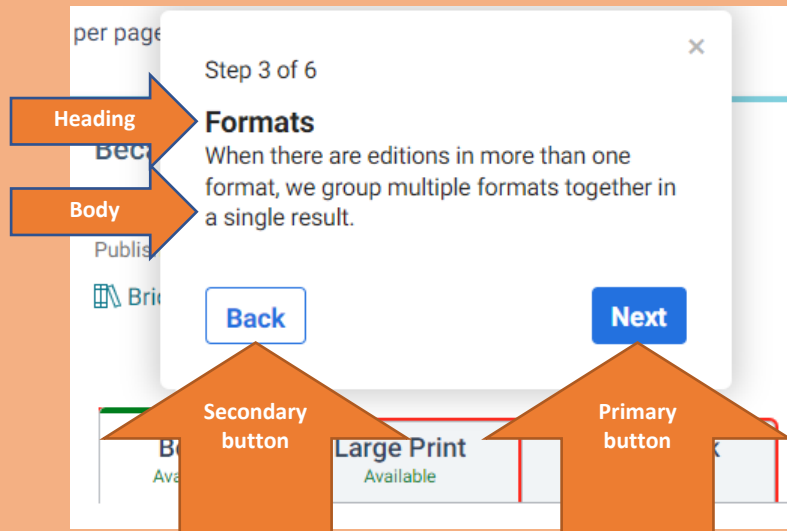 per page
Step 3 of 6
×
Heading
Formats
When there are editions in more than one
Body
format, we group multiple formats together in
a single result.
Back
Next
Secondary
button
Primary
button
Large Print
Available